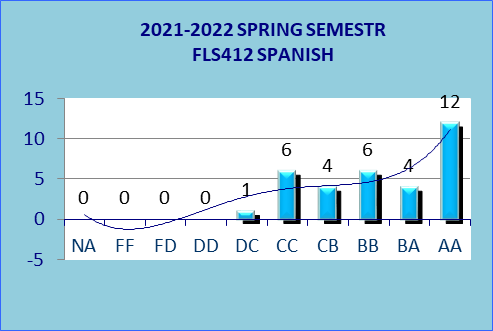 2021-2022 SPRING SEMESTR
FLS412 SPANISH
15
10
5
0
-5
0 0 0 0 1 6 4 6 4 12
NA FF FD DD DC CC CB BB BA AA